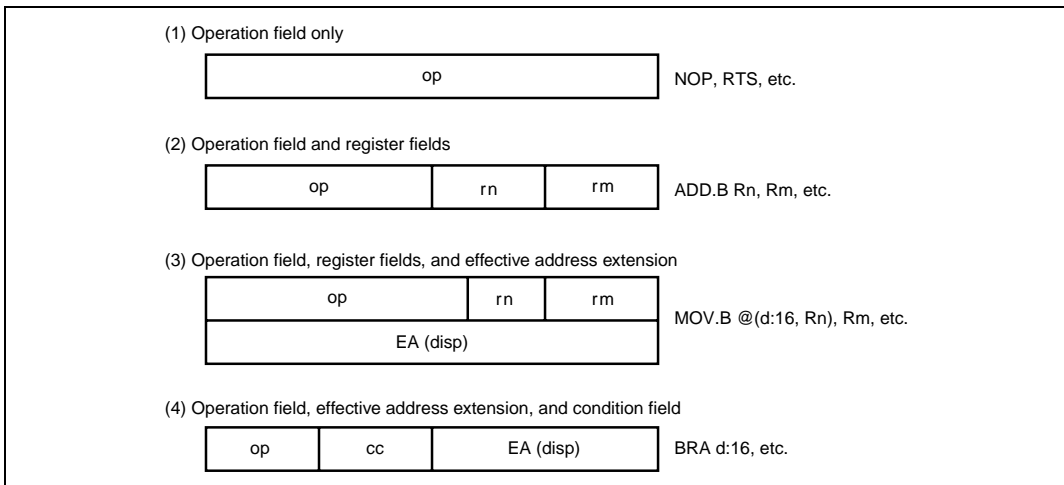 (1) Operation field only
op
NOP, RTS, etc.
(2) Operation field and register fields
op rn rm
ADD.B Rn, Rm, etc.
(3) Operation field, register fields, and effective address extension
op rn rm
MOV.B @(d:16, Rn), Rm, etc.
EA (disp)
(4) Operation field, effective address extension, and condition field
op cc EA (disp)
BRA d:16, etc.